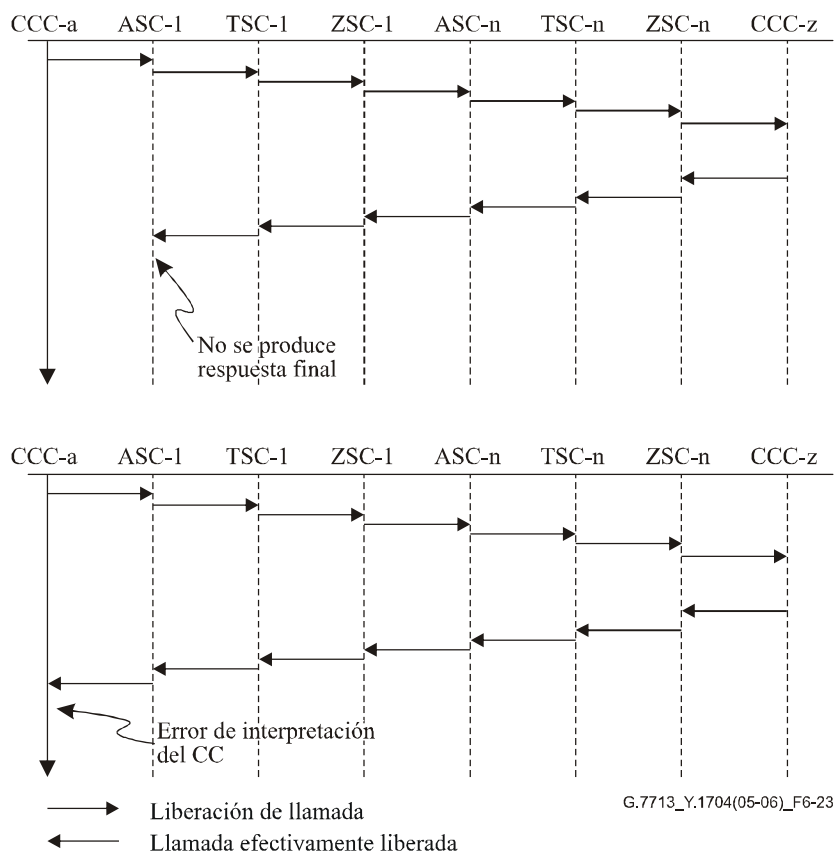 CCC-a ASC-1 TSC-1 ZSC-1 ASC-n TSC-n ZSC-n CCC-z
No se produce
respuesta final
CCC-a ASC-1 TSC-1 ZSC-1 ASC-n TSC-n ZSC-n CCC-z
Error de interpretación
del CC
Liberación de llamada
G.7713_Y.1704(05-06)_F6-23
Llamada efectivamente liberada